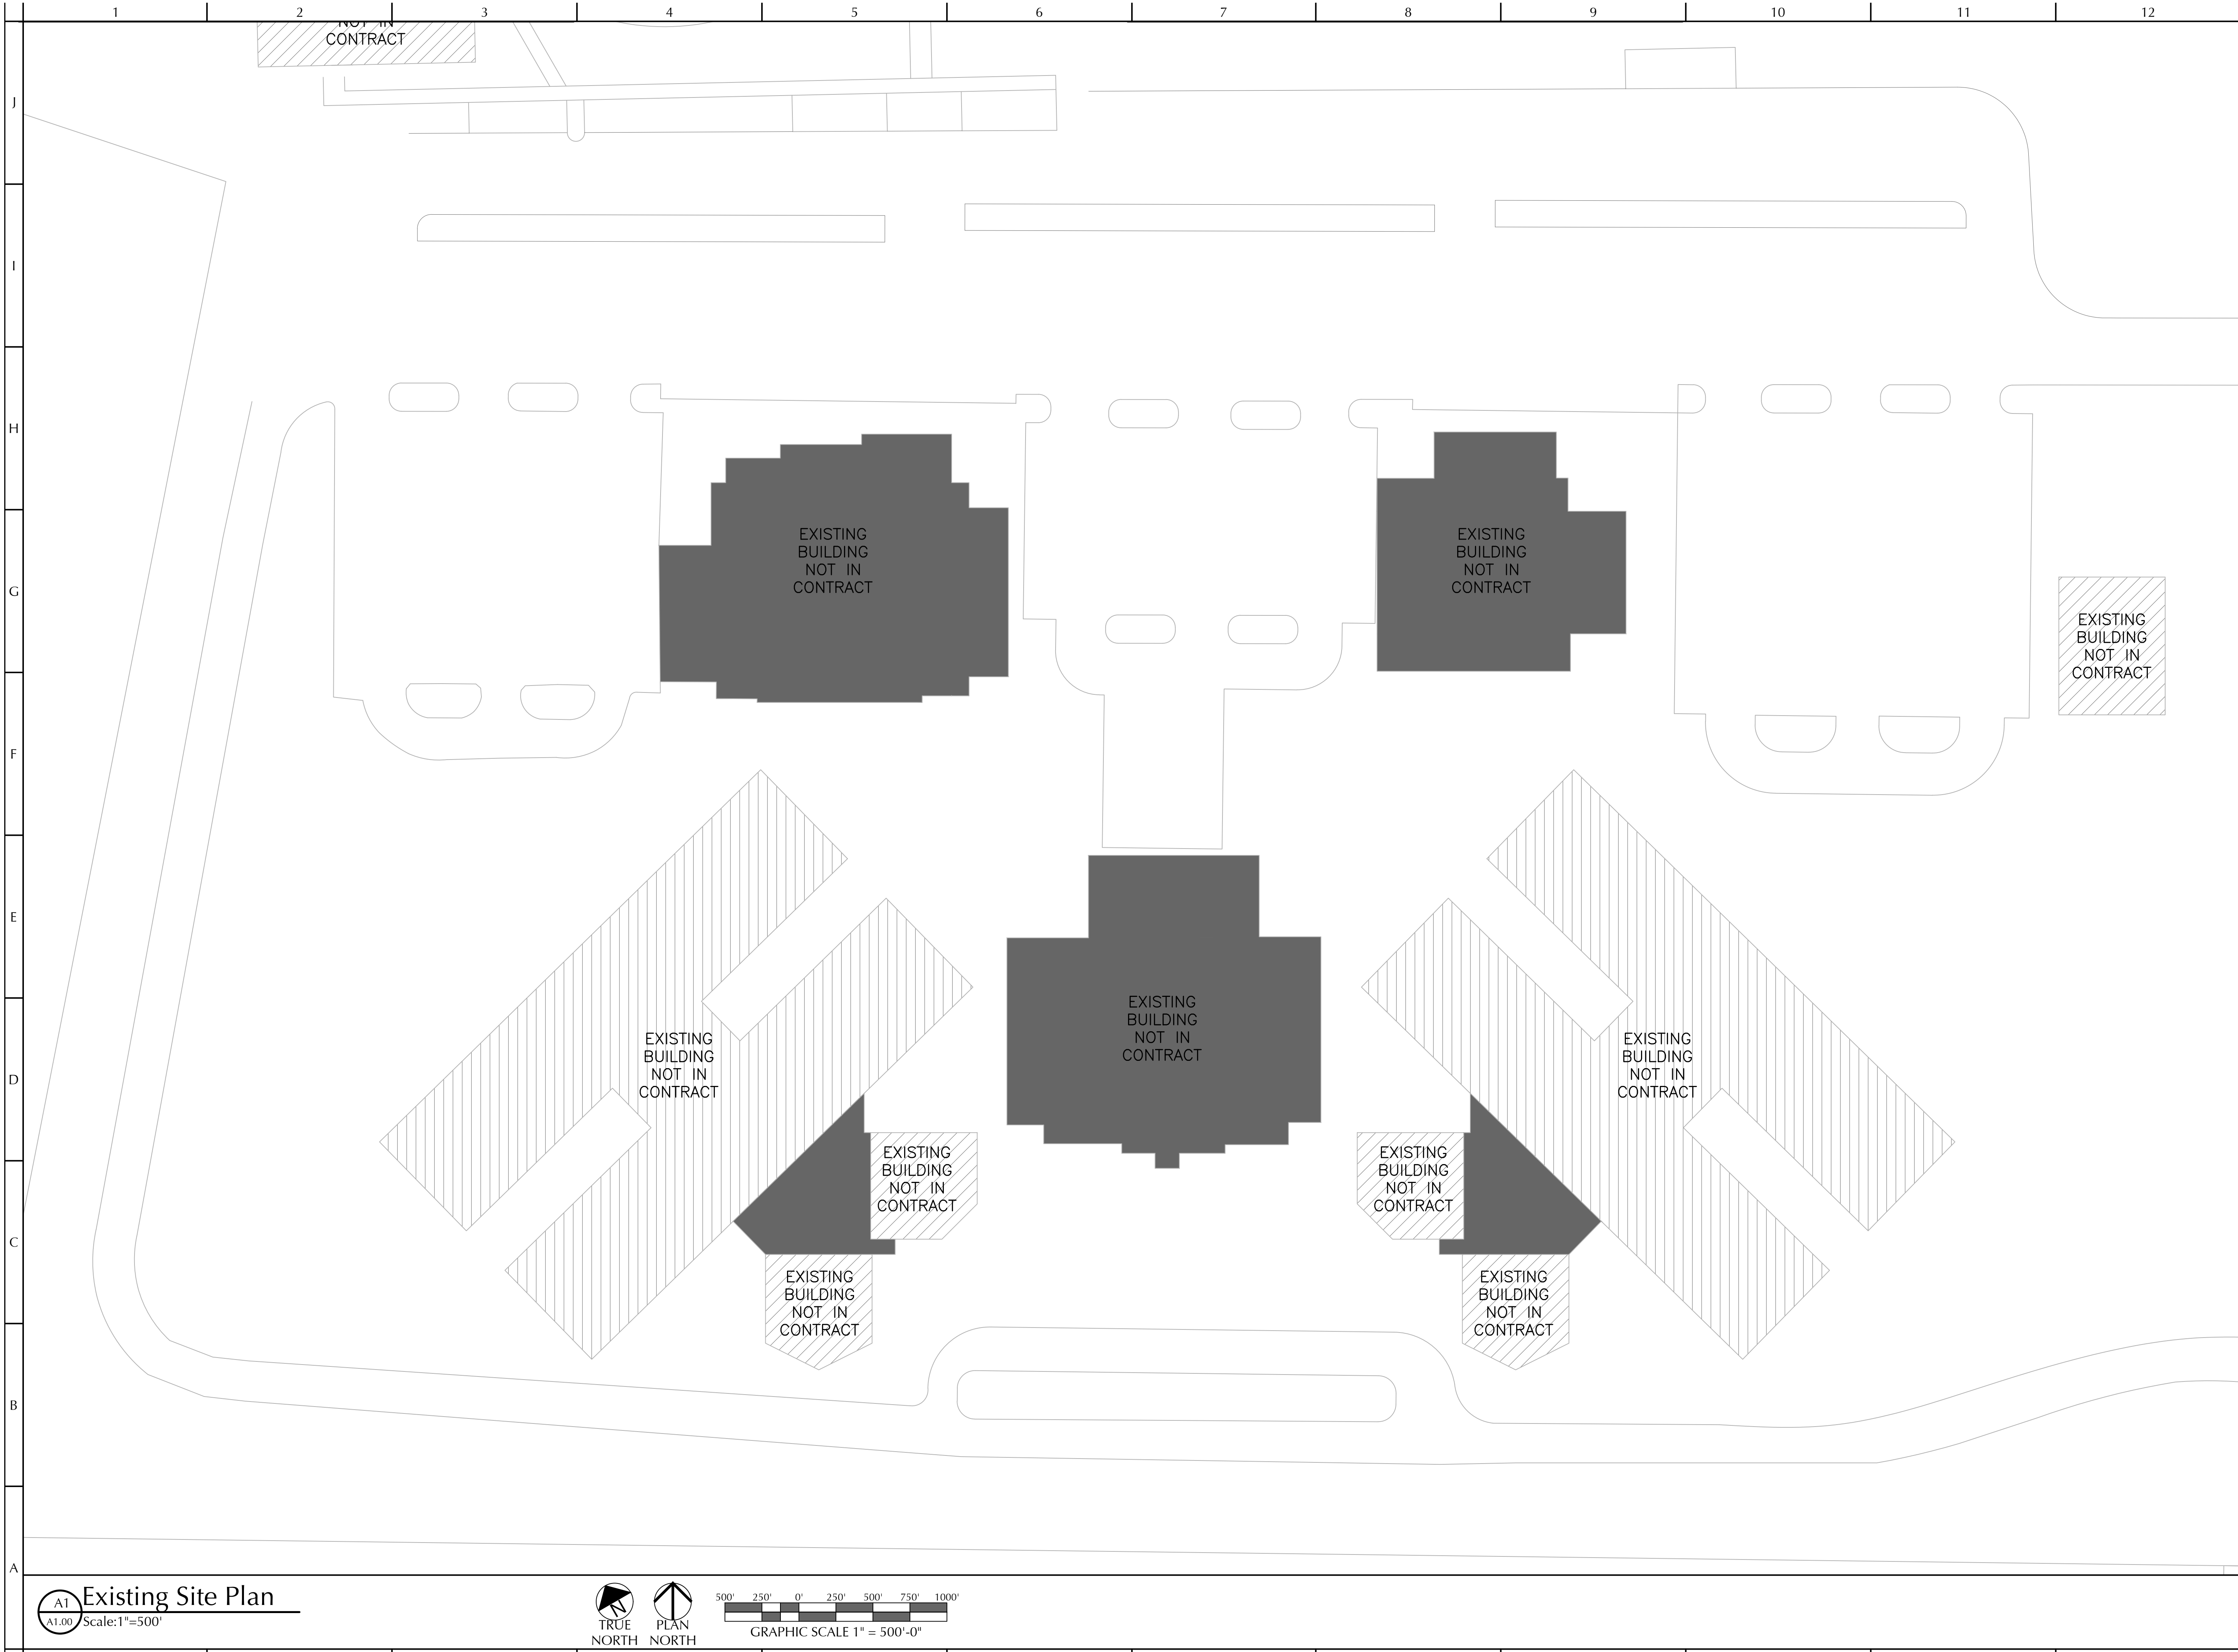 1 2 3 4 5 6 7 8 9 10 11 12
NOT IN
CONTRACT
J
I
H
EXISTING
BUILDING
NOT IN
CONTRACT
EXISTING
BUILDING
NOT IN
CONTRACT
G
EXISTING
BUILDING
NOT IN
CONTRACT
F
E
EXISTING
BUILDING
NOT IN
CONTRACT
EXISTING
BUILDING
NOT IN
CONTRACT
EXISTING
BUILDING
NOT IN
CONTRACT
D
EXISTING
BUILDING
NOT IN
CONTRACT
EXISTING
BUILDING
NOT IN
CONTRACT
C
EXISTING
BUILDING
NOT IN
CONTRACT
EXISTING
BUILDING
NOT IN
CONTRACT
B
A
A1
A1.00
Existing Site Plan
Scale:1"=500'
N
TRUE
NORTH
PLAN
NORTH
500' 250' 0' 250' 500' 750' 1000'
GRAPHIC SCALE 1" = 500'-0"